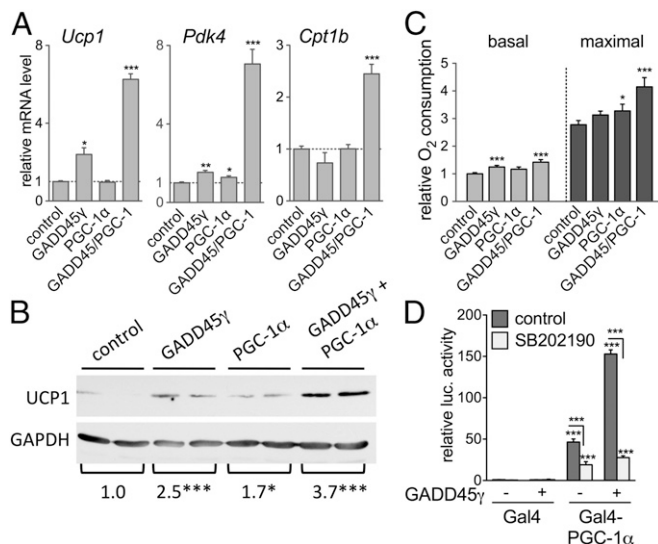 A
Ucp1
Pdk4
Cpt1b
relative mRNA level
8
4
2
1
0
***
*
8
4
2
1
0
**
*
***
3
2
1
0
***
control
GADD45γ
PGC-1α
GADD45/PGC-1
control
GADD45γ
PGC-1α
GADD45/PGC-1
control
GADD45γ
PGC-1α
GADD45/PGC-1
B
control
GADD45γ
PGC-1α
GADD45γ +
PGC-1α
UCP1
GAPDH
1.0 2.5*** 1.7* 3.7***
C
basal maximal
relative O2 consumption
5
4
3
2
1
0
*** ***
* ***
control
GADD45γ
PGC-1α
GADD45/PGC-1
control
GADD45γ
PGC-1α
GADD45/PGC-1
D
control
SB202190
relative luc. activity
200
150
100
50
0
***
***
***
***
***
***
GADD45γ - + - +
Gal4 Gal4-
PGC-1α